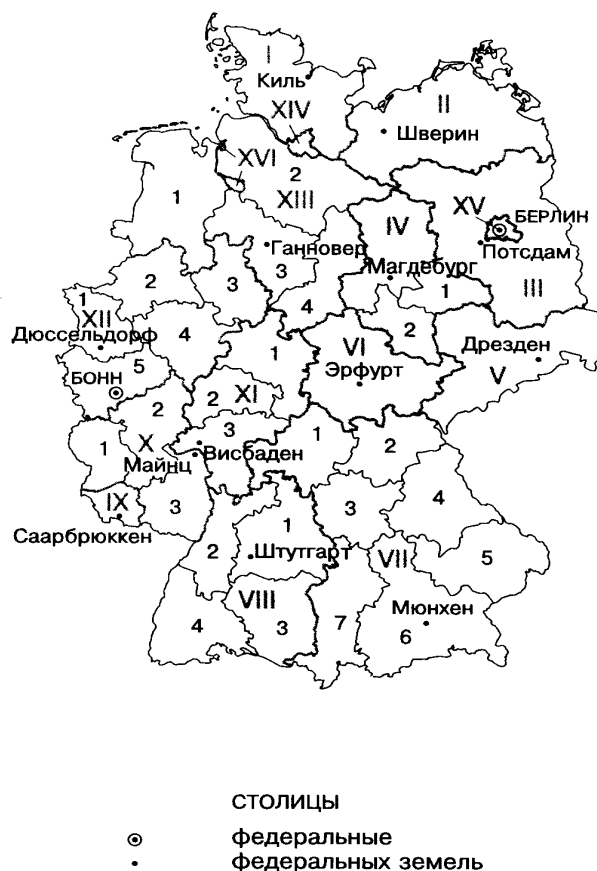 I
Киль
XIV
II
Шверин
XVI
2
XIII
1
XV
БЕРЛИН
IV
Ганновер
Потсдам
3
3
Магдебург
2
1
III
1
4
XII
2
Дюссельдорф
4
1
VI
Дрезден
5
Эрфурт
V
БОНН
2
XI
2
3
1
2
1
X
Висбаден
Майнц
4
IX
3
3
1
Саарбрюккен
2
Штутгарт
VII
5
VIII
Мюнхен
4
3
7
6
СТОЛИЦЫ
федеральные
федеральных земель